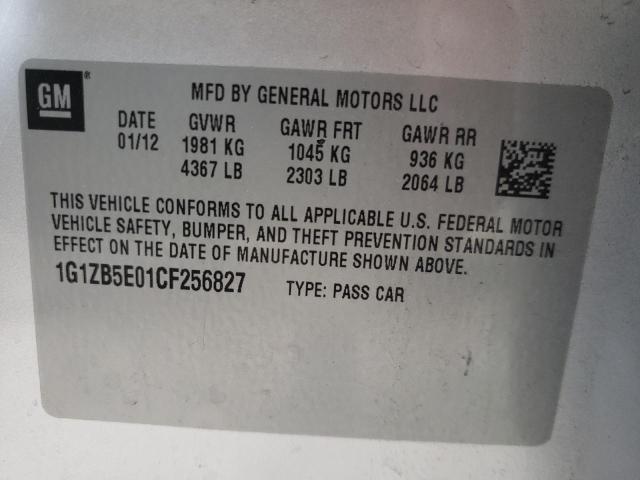 GM®
MFD BY GENERAL MOTORS LLC
DATE GVWR GAWR FRT GAWR RR
01/12 1981 KG 1045 KG 936 KG
4367 LB 2303 LB 2064 LB
THIS VEHICLE CONFORMS TO ALL APPLICABLE U.S. FEDERAL MOTOR
VEHICLE SAFETY, BUMPER, AND THEFT PREVENTION STANDARDS IN
EFFECT ON THE DATE OF MANUFACTURE SHOWN ABOVE.
1G1ZB5E01CF256827 TYPE: PASS CAR